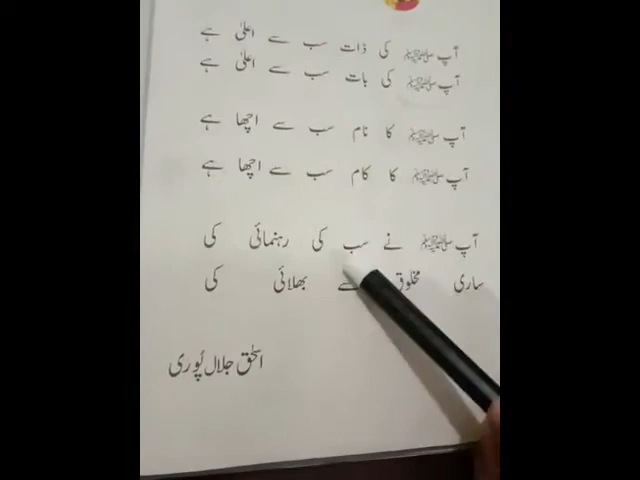 آپ ﷺ کی ذات سب سے اعلیٰ ہے
آپ ﷺ کی بات سب سے اعلیٰ ہے
آپ ﷺ کا نام سب سے اچھا ہے
آپ ﷺ کا کام سب سے اچھا ہے
آپ ﷺ نے سب کی رہنمائی کی
ساری مخلوق سے بھلائی کی
اسحٰق جلال پُوری